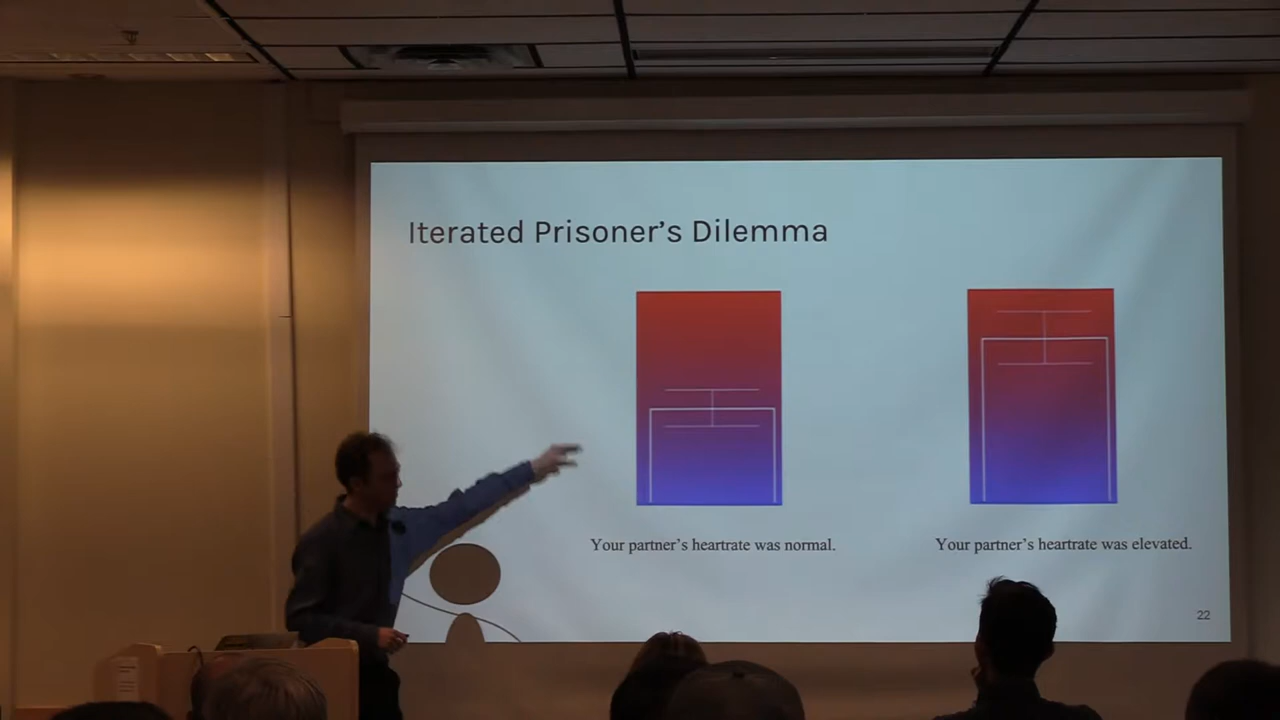 Iterated Prisoner's Dilemma
Your partner's heartrate was normal.
Your partner's heartrate was elevated.
22